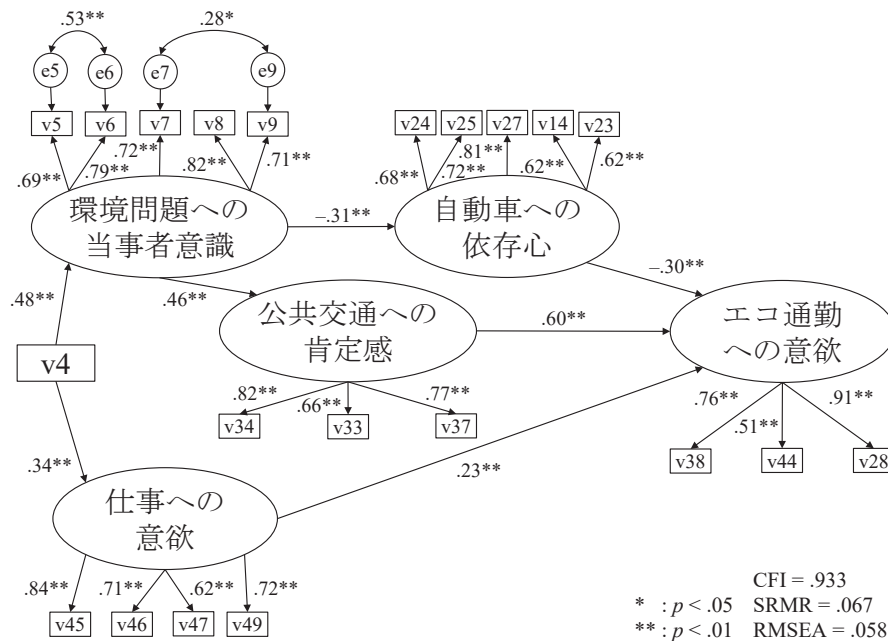 .53**
.28*
e5
e6
e7
e9
v5
v6
v7
v8
v9
v24
v25
v27
v14
v23
.69**
.79**
.72**
.82**
.71**
.68**
.72**
.81**
.62**
.62**
環境問題への
当事者意識
−.31**
自動車への
依存心
.48**
.46**
−.30**
公共交通への
肯定感
.60**
エコ通勤
への意欲
v4
.82**
.66**
.77**
v34
v33
v37
.76**
.51**
.91**
v38
v44
v28
.34**
.23**
仕事への
意欲
.84**
.71**
.62**
.72**
v45
v46
v47
v49
CFI = .933
* : p < .05 SRMR = .067
** : p < .01 RMSEA = .058